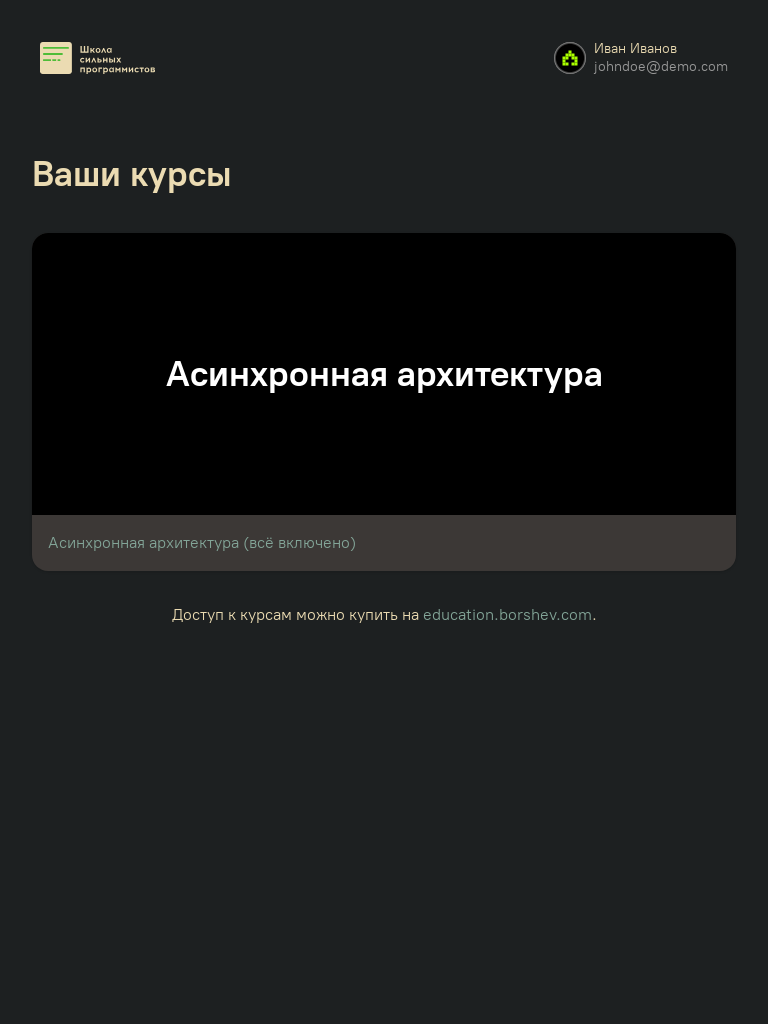 Школа
сильных
программистов
Иван Иванов
johndoe@demo.com
Ваши курсы
Асинхронная архитектура
Асинхронная архитектура (всё включено)
Доступ к курсам можно купить на education.borshev.com.